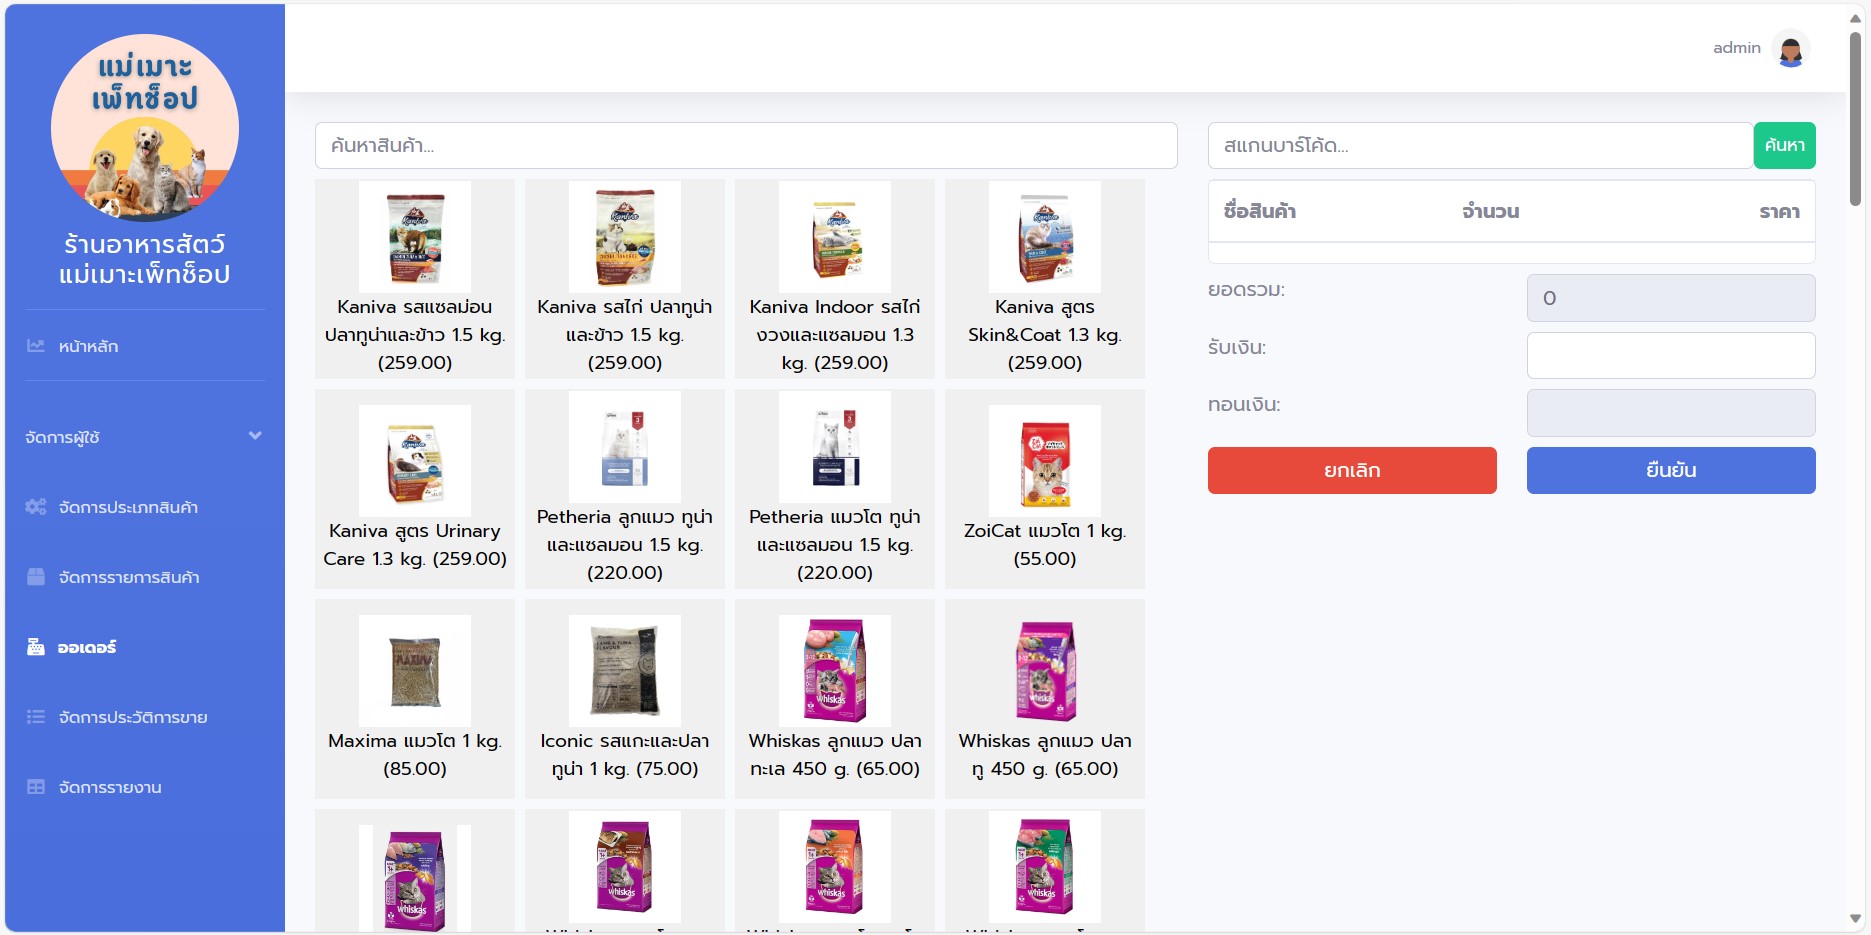 แม่เมาะ
เพ็ทช็อป
ร้านอาหารสัตว์
แม่เมาะเพ็ทช็อป
หน้าหลัก
จัดการผู้ใช้
จัดการประเภทสินค้า
จัดการรายการสินค้า
ออเดอร์
จัดการประวัติการขาย
จัดการรายงาน
admin
ค้นหาสินค้า...
Kaniva รสแซลม่อน
ปลาทูน่าและข้าว 1.5 kg.
(259.00)
Kaniva รสไก่ ปลาทูน่า
และข้าว 1.5 kg.
(259.00)
Kaniva Indoor รสไก่
งวงและแซลมอน 1.3
kg. (259.00)
Kaniva สูตร
Skin&Coat 1.3 kg.
(259.00)
Kaniva สูตร Urinary
Care 1.3 kg. (259.00)
Petheria ลูกแมว ทูน่า
และแซลมอน 1.5 kg.
(220.00)
Petheria แมวโต ทูน่า
และแซลมอน 1.5 kg.
(220.00)
ZoiCat แมวโต 1 kg.
(55.00)
Maxima แมวโต 1 kg.
(85.00)
Iconic รสแกะและปลา
ทูน่า 1 kg. (75.00)
Whiskas ลูกแมว ปลา
ทะเล 450 g. (65.00)
Whiskas ลูกแมว ปลา
ทู 450 g. (65.00)
สแกนบาร์โค้ด...
ค้นหา
ชื่อสินค้า จำนวน ราคา
ยอดรวม: 0
รับเงิน:
ทอนเงิน:
ยกเลิก ยืนยัน